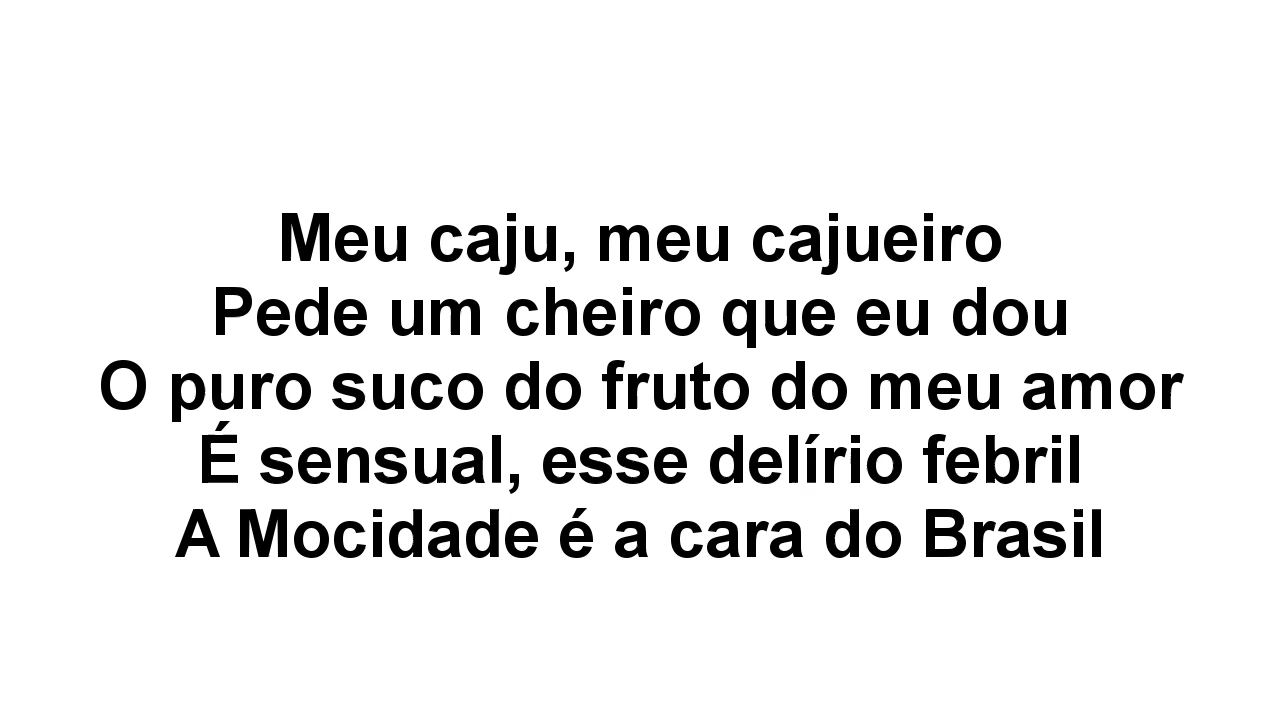 Meu caju, meu cajueiro
Pede um cheiro que eu dou
O puro suco do fruto do meu amor
É sensual, esse delírio febril
A Mocidade é a cara do Brasil